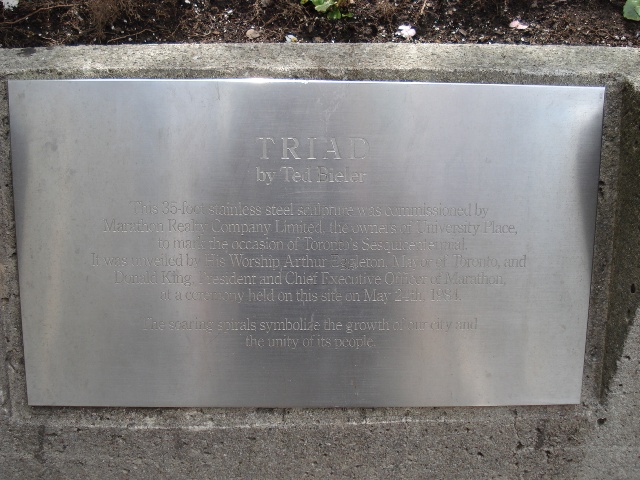 TRIAD
by Ted Bieler
This 35-foot stainless steel sculpture was commissioned by
Marathon Realty Company Limited, the owners of University Place,
to mark the occasion of Toronto's Sesquicentennial.
It was unveiled by His Worship Arthur Eggleton, Mayor of Toronto, and
Donald King, President and Chief Executive Officer of Marathon,
at a ceremony held on this site on May 24th, 1984.
The soaring spirals symbolize the growth of our city and
the unity of its people.